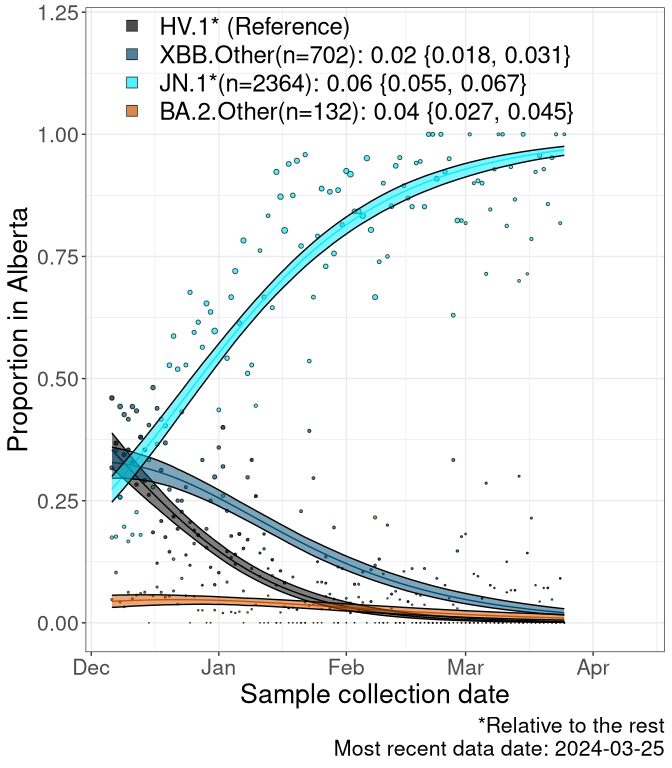 1.25
HV.1* (Reference)
XBB.Other(n=702): 0.02 {0.018, 0.031}
JN.1*(n=2364): 0.06 {0.055, 0.067}
BA.2.Other(n=132): 0.04 {0.027, 0.045}
1.00
0.75
0.50
0.25
0.00
Proportion in Alberta
Dec Jan Feb Mar Apr
Sample collection date
*Relative to the rest
Most recent data date: 2024-03-25